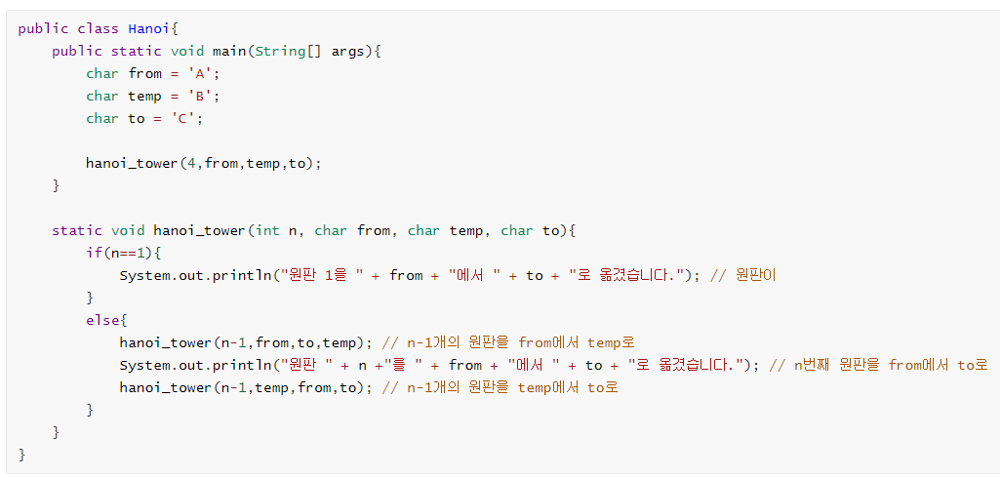 public class Hanoi{
    public static void main(String[] args){
        char from = 'A';
        char temp = 'B';
        char to = 'C';
        hanoi_tower(4,from,temp,to);
    }
    static void hanoi_tower(int n, char from, char temp, char to){
        if(n==1){
            System.out.println("원판 1을 " + from + "에서 " + to + "로 옮겼습니다."); // 원판이
        }
        else{
            hanoi_tower(n-1,from,to,temp); // n-1개의 원판을 from에서 temp로
            System.out.println("원판 " + n +"를 " + from + "에서 " + to + "로 옮겼습니다."); // n번째 원판을 from에서 to로
            hanoi_tower(n-1,temp,from,to); // n-1개의 원판을 temp에서 to로
        }
    }
}